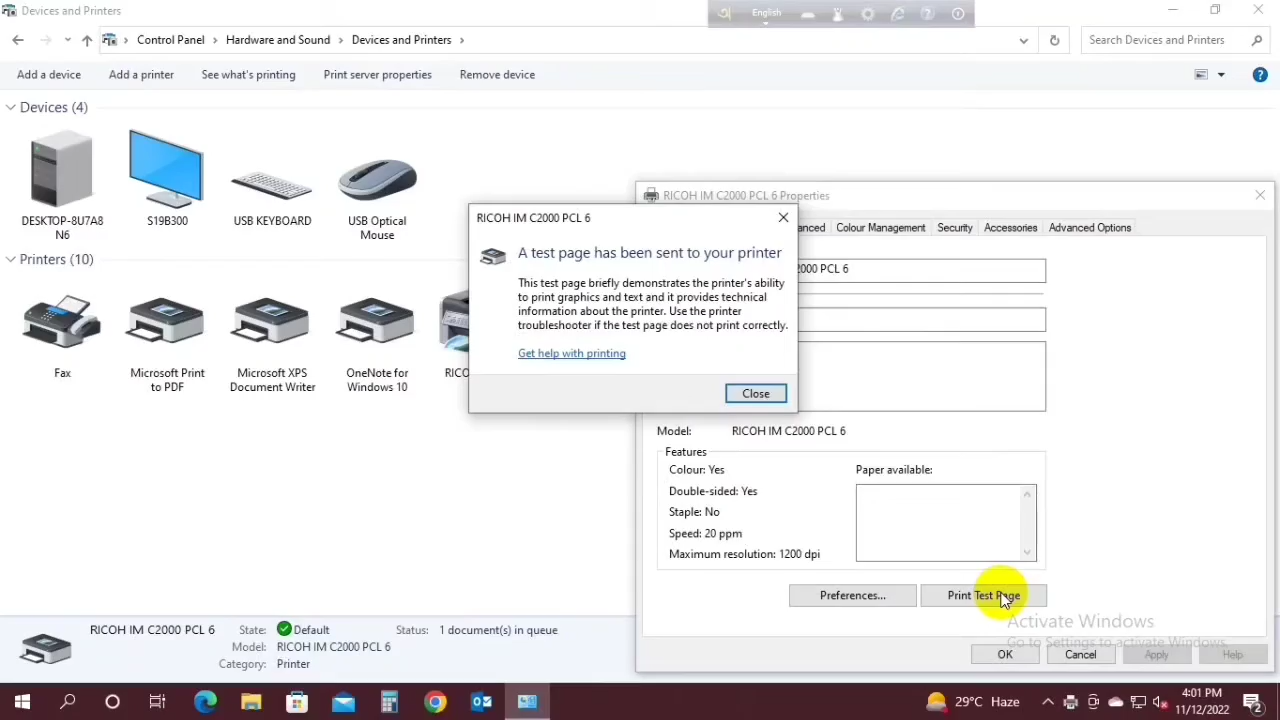 Devices and Printers
English
Control Panel > Hardware and Sound > Devices and Printers >
Search Devices and Printers
Add a device
Add a printer
See what's printing
Print server properties
Remove device
Devices (4)
DESKTOP-8U7A8
N6
S19B300
USB KEYBOARD
USB Optical
Mouse
Printers (10)
Fax
Microsoft Print
to PDF
Microsoft XPS
Document Writer
OneNote for
Windows 10
RICO
RICOH IM C2000 PCL 6 Properties
anced
Colour Management
Security
Accessories
Advanced Options
2000 PCL 6
RICOH IM C2000 PCL 6
A test page has been sent to your printer
This test page briefly demonstrates the printer's ability
to print graphics and text and it provides technical
information about the printer. Use the printer
troubleshooter if the test page does not print correctly.
Get help with printing
Close
Model: RICOH IM C2000 PCL 6
Features
Colour: Yes
Double-sided: Yes
Staple: No
Speed: 20 ppm
Maximum resolution: 1200 dpi
Paper available:
Preferences...
Print Test Page
Activate Windows
Go to Settings to activate Windows.
OK
Cancel
Apply
Help
RICOH IM C2000 PCL 6
State: Default
Model: RICOH IM C2000 PCL 6
Category: Printer
Status: 1 document(s) in queue
29°C Haze
4:01 PM
11/12/2022
2